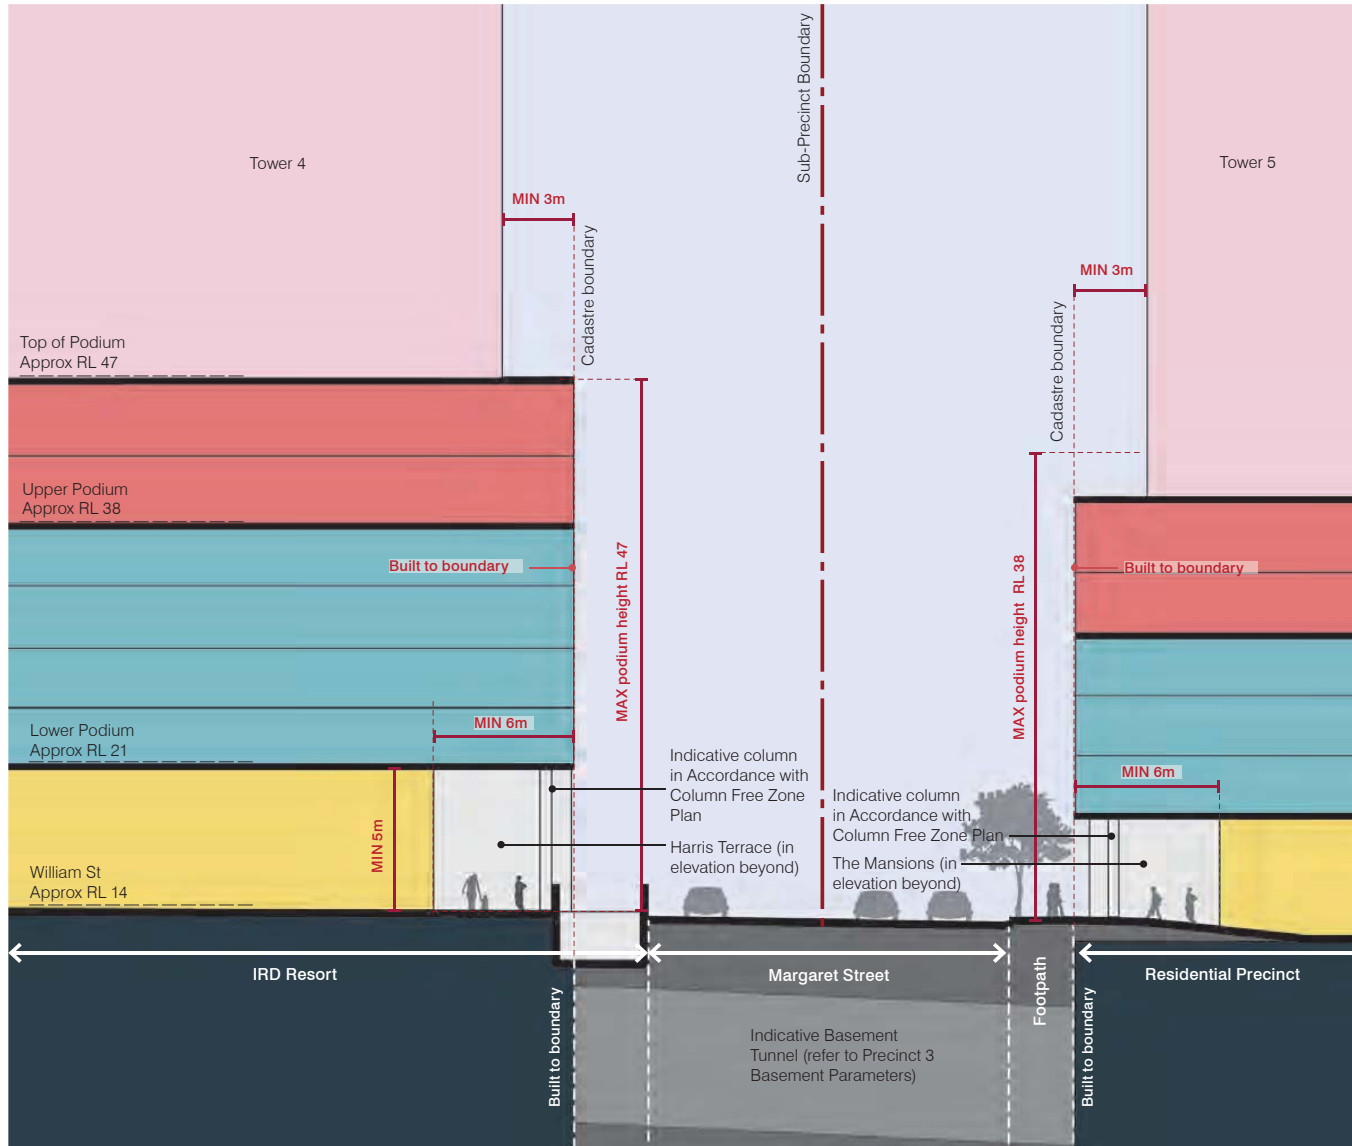 Sub-Precinct Boundary
Tower 4
Tower 5
MIN 3m
Cadastre boundary
MIN 3m
Cadastre boundary
Top of Podium
Approx RL 47
Upper Podium
Approx RL 38
Built to boundary
MAX podium height RL 47
MAX podium height RL 38
Built to boundary
Lower Podium
Approx RL 21
MIN 6m
MIN 6m
Indicative column
in Accordance with
Column Free Zone
Plan
Harris Terrace (in
elevation beyond)
Indicative column
in Accordance with
Column Free Zone Plan
The Mansions (in
elevation beyond)
MIN 5m
William St
Approx RL 14
IRD Resort
Margaret Street
Footpath
Residential Precinct
Built to boundary
Indicative Basement
Tunnel (refer to Precinct 3
Basement Parameters)
Built to boundary